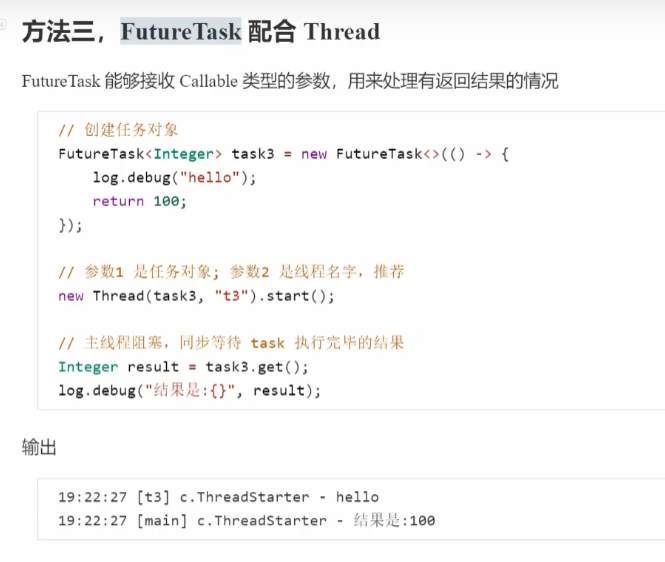 方法三，FutureTask 配合 Thread
FutureTask 能够接收 Callable 类型的参数，用来处理有返回结果的情况
// 创建任务对象
FutureTask<Integer> task3 = new FutureTask<>(() -> {
    log.debug("hello");
    return 100;
});
// 参数1 是任务对象; 参数2 是线程名字，推荐
new Thread(task3, "t3").start();
// 主线程阻塞，同步等待 task 执行完毕的结果
Integer result = task3.get();
log.debug("结果是:{}", result);
输出
19:22:27 [t3] c.ThreadStarter - hello
19:22:27 [main] c.ThreadStarter - 结果是:100